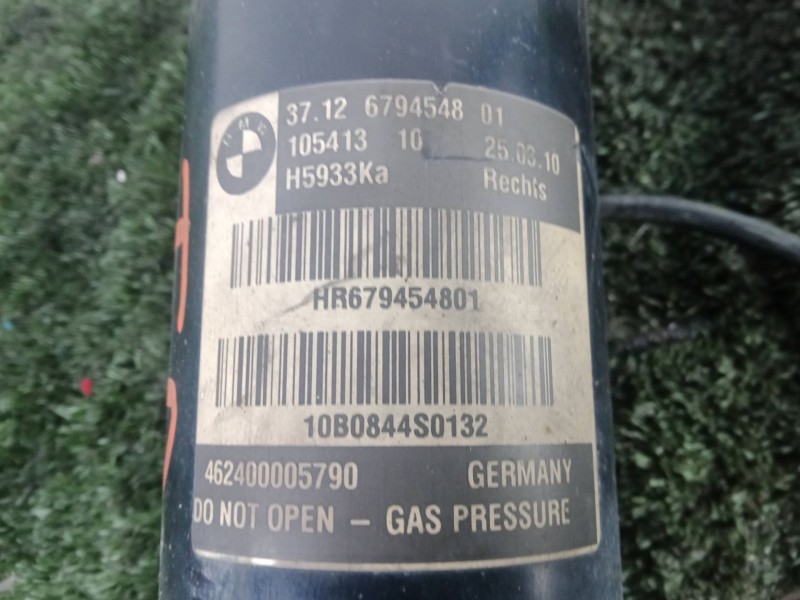 BMW
37.12 6794548 01
105413 10 25.03.10
H5933Ka Rechts
HR679454801
10B0844S0132
462400005790 GERMANY
DO NOT OPEN - GAS PRESSURE